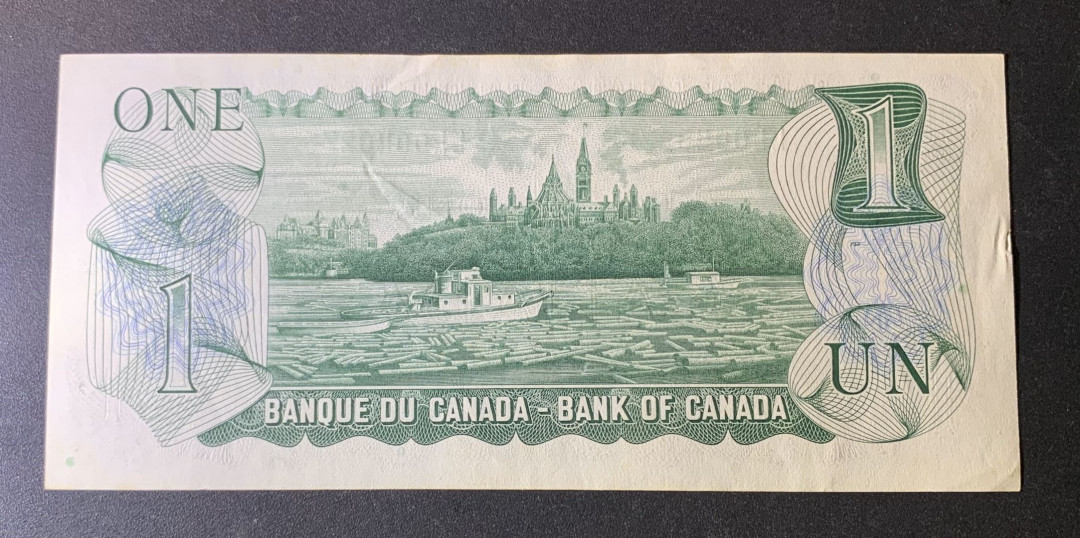 ONE
1
1
UN
BANQUE DU CANADA - BANK OF CANADA